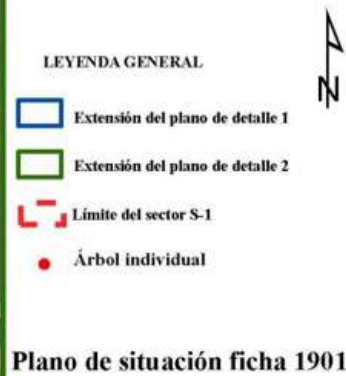 N
LEYENDA GENERAL
Extensión del plano de detalle 1
Extensión del plano de detalle 2
Límite del sector S-1
Árbol individual
Plano de situación ficha 1901